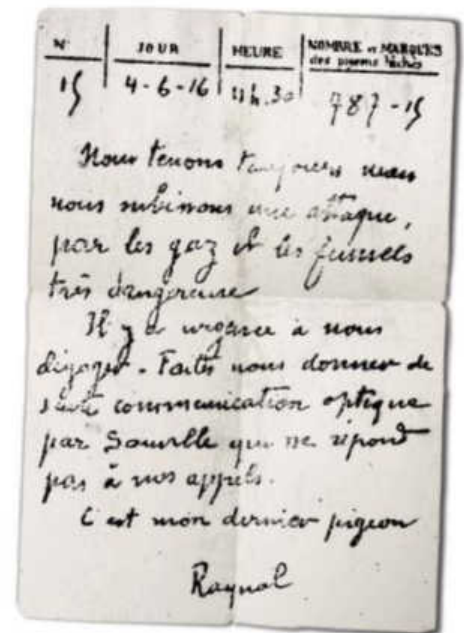 N° JOUR HEURE NOMBRE et MARQUES
des pigeons lâchés
15 4-6-16 11h.30 787-15
Nous tenons toujours mais
nous subissons une attaque,
par les gaz et les fumées
très dangereuse
Il y a urgence à nous
dégager. Faites nous donner de
suite communication optique
par Souville qui ne répond
pas à nos appels.
C'est mon dernier pigeon
Raynal